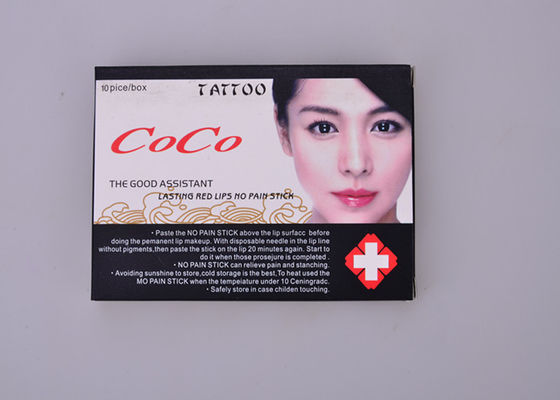 10pice/box
TATTOO
CoCo
THE GOOD ASSISTANT
LASTING RED LIPS NO PAIN STICK
· Paste the NO PAIN STICK above the lip surfacc before
doing the pemanent lip makeup. With disposable needle in the lip line
without pigments,then paste the stick on the lip 20 minutes again. Start to
do it when those prosejure is completed .
· NO PAIN STICK can relieve pain and stanching.
· Avoiding sunshine to store,cold storage is the best,To heat used the
MO PAIN STICK when the tempeiature under 10 Ceningradc.
· Safely store in case childen touching.